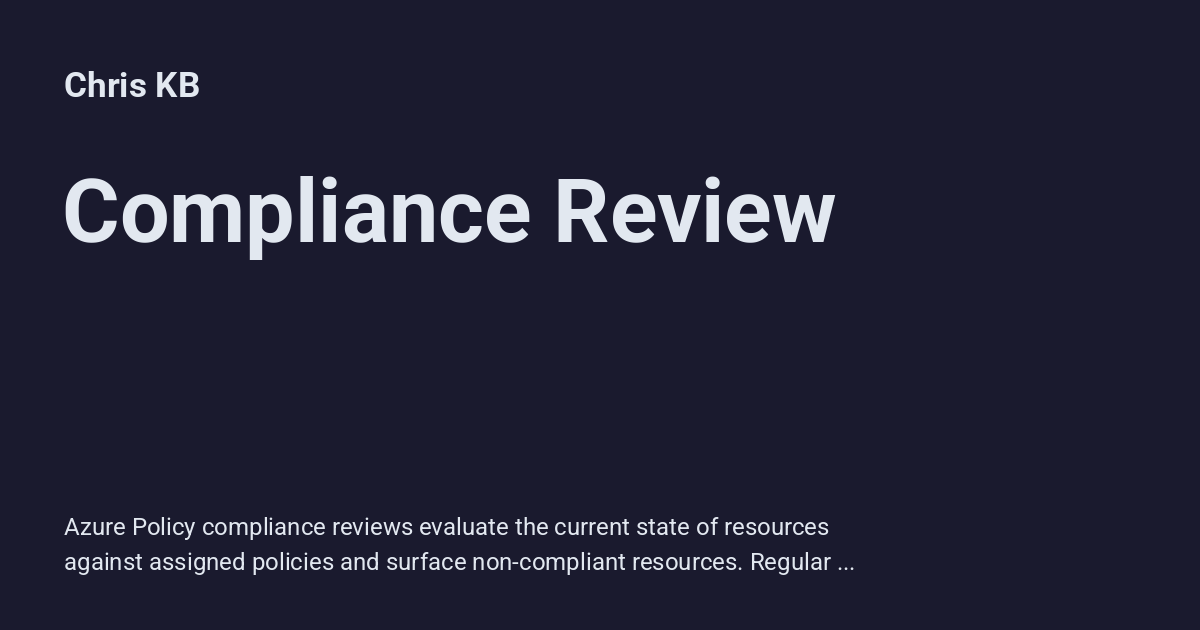 Chris KB
Compliance Review
Azure Policy compliance reviews evaluate the current state of resources
against assigned policies and surface non-compliant resources. Regular ...